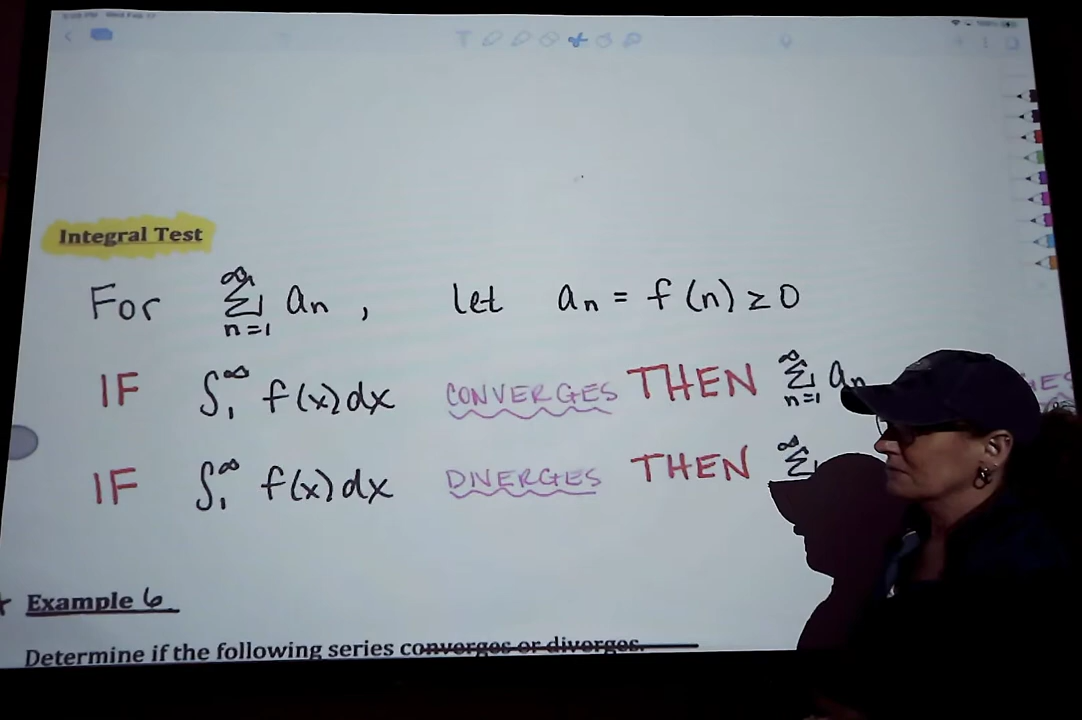 Integral Test
For ∞ Σ n=1 an , let an = f(n) ≥ 0
IF ∫₁^∞ f(x)dx CONVERGES THEN ∞ Σ n=1 an
IF ∫₁^∞ f(x)dx DIVERGES THEN ∞ Σ
Example 6
Determine if the following series converges or diverges.